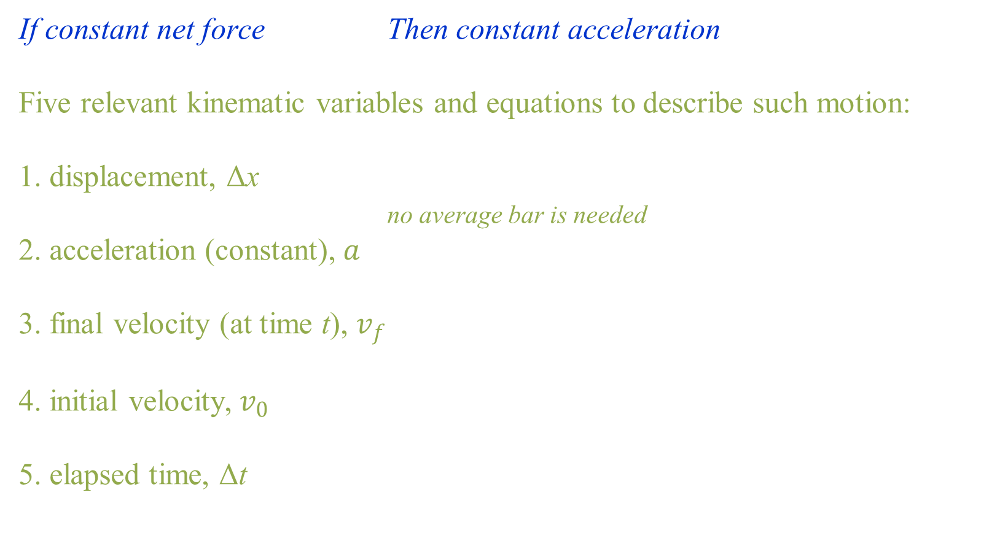 If constant net force Then constant acceleration
Five relevant kinematic variables and equations to describe such motion:
1. displacement, Δx
no average bar is needed
2. acceleration (constant), a
3. final velocity (at time t), v_f
4. initial velocity, v_0
5. elapsed time, Δt